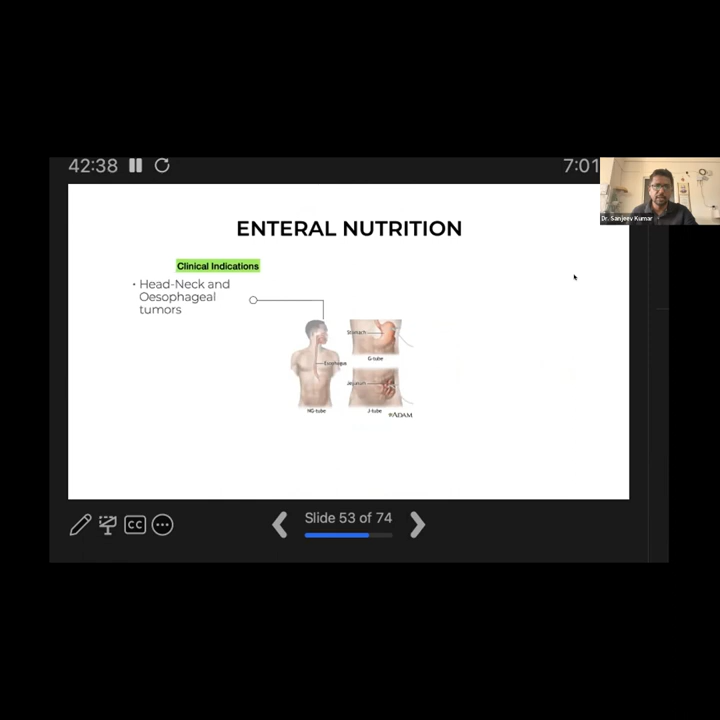 42:38
7:01
Dr. Sanjeev Kumar
ENTERAL NUTRITION
Clinical Indications
• Head-Neck and
Oesophageal
tumors
Stomach
G-tube
Esophagus
Jejunum
NG-tube
J-tube
ADAM
CC
Slide 53 of 74